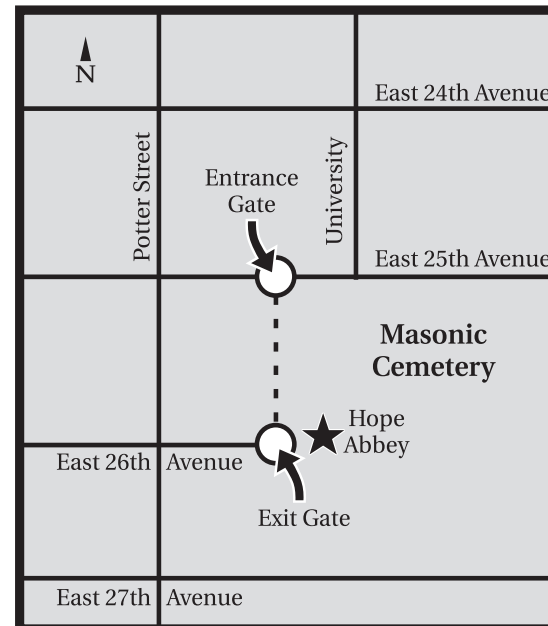 N
East 24th Avenue
Potter Street
University
Entrance
Gate
East 25th Avenue
Masonic
Cemetery
Hope
Abbey
East 26th Avenue
Exit Gate
East 27th Avenue